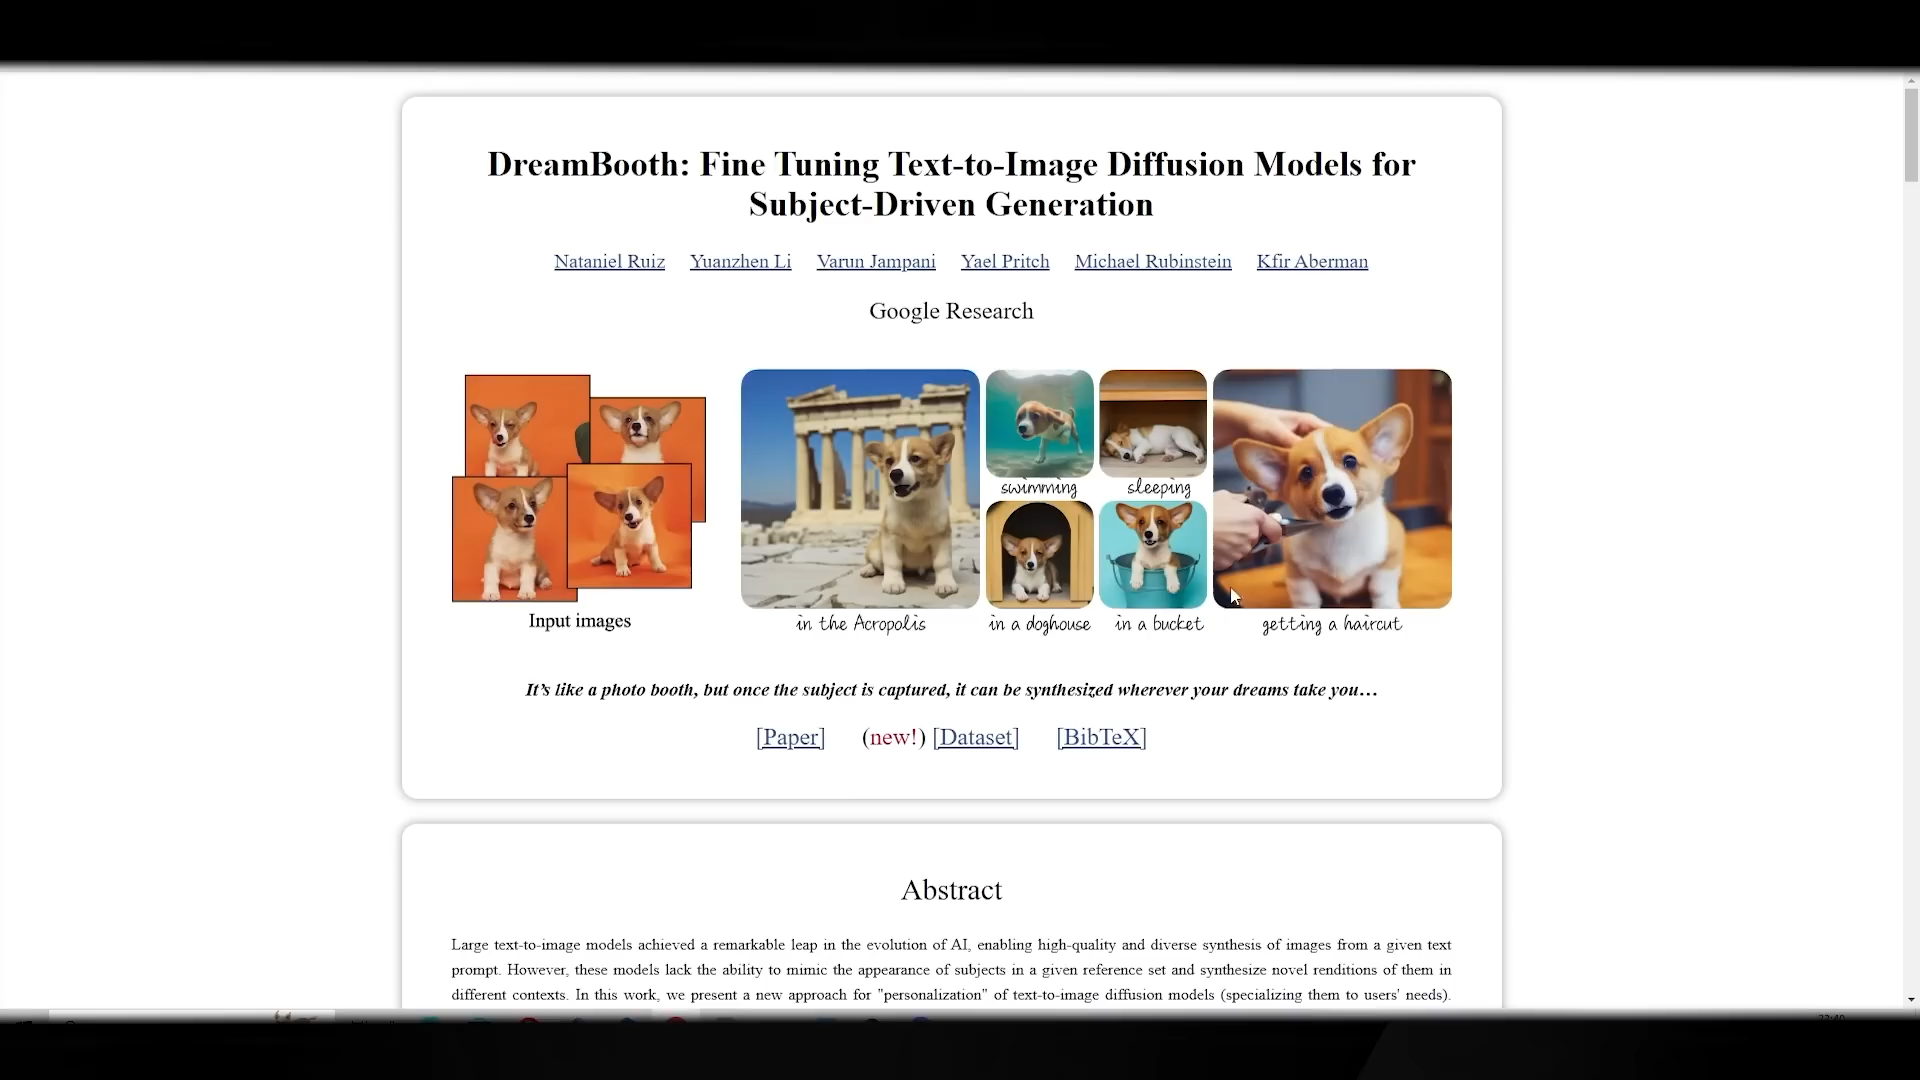 DreamBooth: Fine Tuning Text-to-Image Diffusion Models for
Subject-Driven Generation
Nataniel Ruiz Yuanzhen Li Varun Jampani Yael Pritch Michael Rubinstein Kfir Aberman
Google Research
swimming
sleeping
Input images
in the Acropolis
in a doghouse
in a bucket
getting a haircut
It’s like a photo booth, but once the subject is captured, it can be synthesized wherever your dreams take you…
[Paper] (new!) [Dataset] [BibTeX]
Abstract
Large text-to-image models achieved a remarkable leap in the evolution of AI, enabling high-quality and diverse synthesis of images from a given text
prompt. However, these models lack the ability to mimic the appearance of subjects in a given reference set and synthesize novel renditions of them in
different contexts. In this work, we present a new approach for "personalization" of text-to-image diffusion models (specializing them to users' needs).